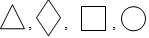 , , ,